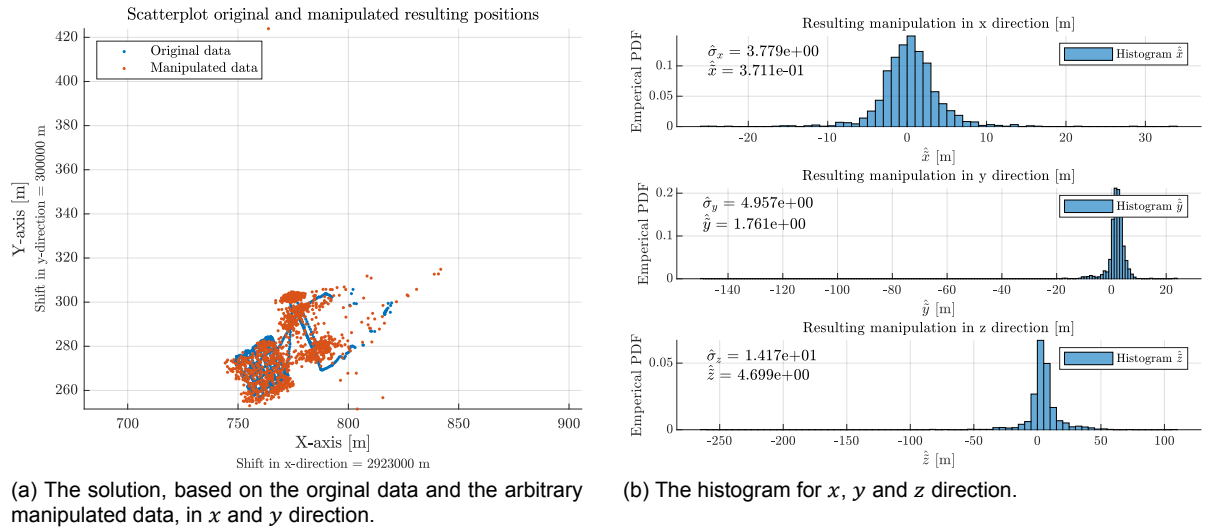 Scatterplot original and manipulated resulting positions
420
400
380
360
340
320
300
280
260
Original data
Manipulated data
Y-axis [m]
Shift in y-direction = 300000 m
700
750
800
850
900
X-axis [m]
Shift in x-direction = 2923000 m
(a) The solution, based on the orginal data and the arbitrary
manipulated data, in x and y direction.
Resulting manipulation in x direction [m]
Emperical PDF
0.1
0.05
0
σ̂x = 3.779e+00
x̃̂ = 3.711e-01
Histogram x̃̂
-20
-10
0
10
20
30
x̃̂ [m]
Resulting manipulation in y direction [m]
Emperical PDF
0.2
0.1
0
σ̂y = 4.957e+00
ỹ̂ = 1.761e+00
Histogram ỹ̂
-140
-120
-100
-80
-60
-40
-20
0
20
ỹ̂ [m]
Resulting manipulation in z direction [m]
Emperical PDF
0.05
0
σ̂z = 1.417e+01
z̃̂ = 4.699e+00
Histogram z̃̂
-250
-200
-150
-100
-50
0
50
100
z̃̂ [m]
(b) The histogram for x, y and z direction.